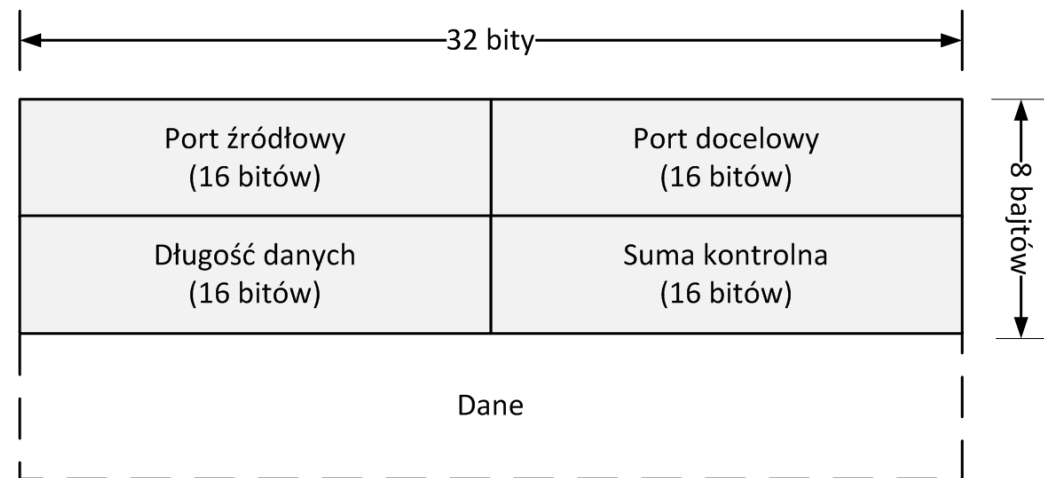 32 bity
Port źródłowy
(16 bitów)
Port docelowy
(16 bitów)
8 bajtów
Długość danych
(16 bitów)
Suma kontrolna
(16 bitów)
Dane